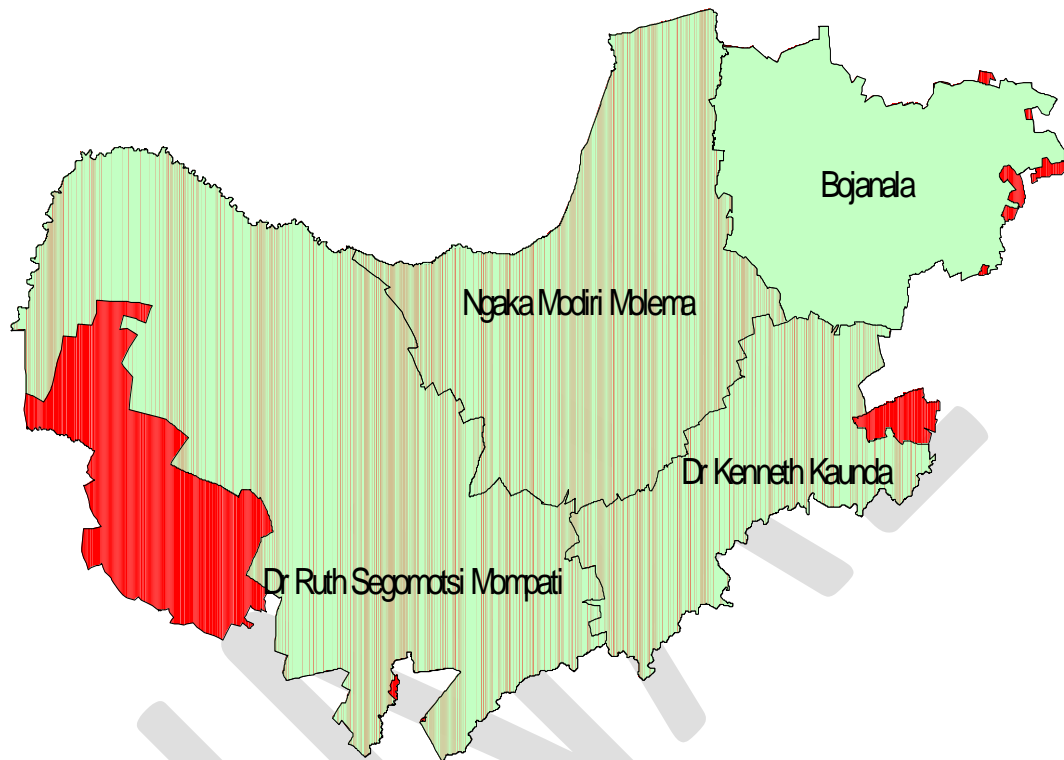 Bojanala
Ngaka Modiri Molema
Dr Kenneth Kaunda
Dr Ruth Segomotsi Mompati